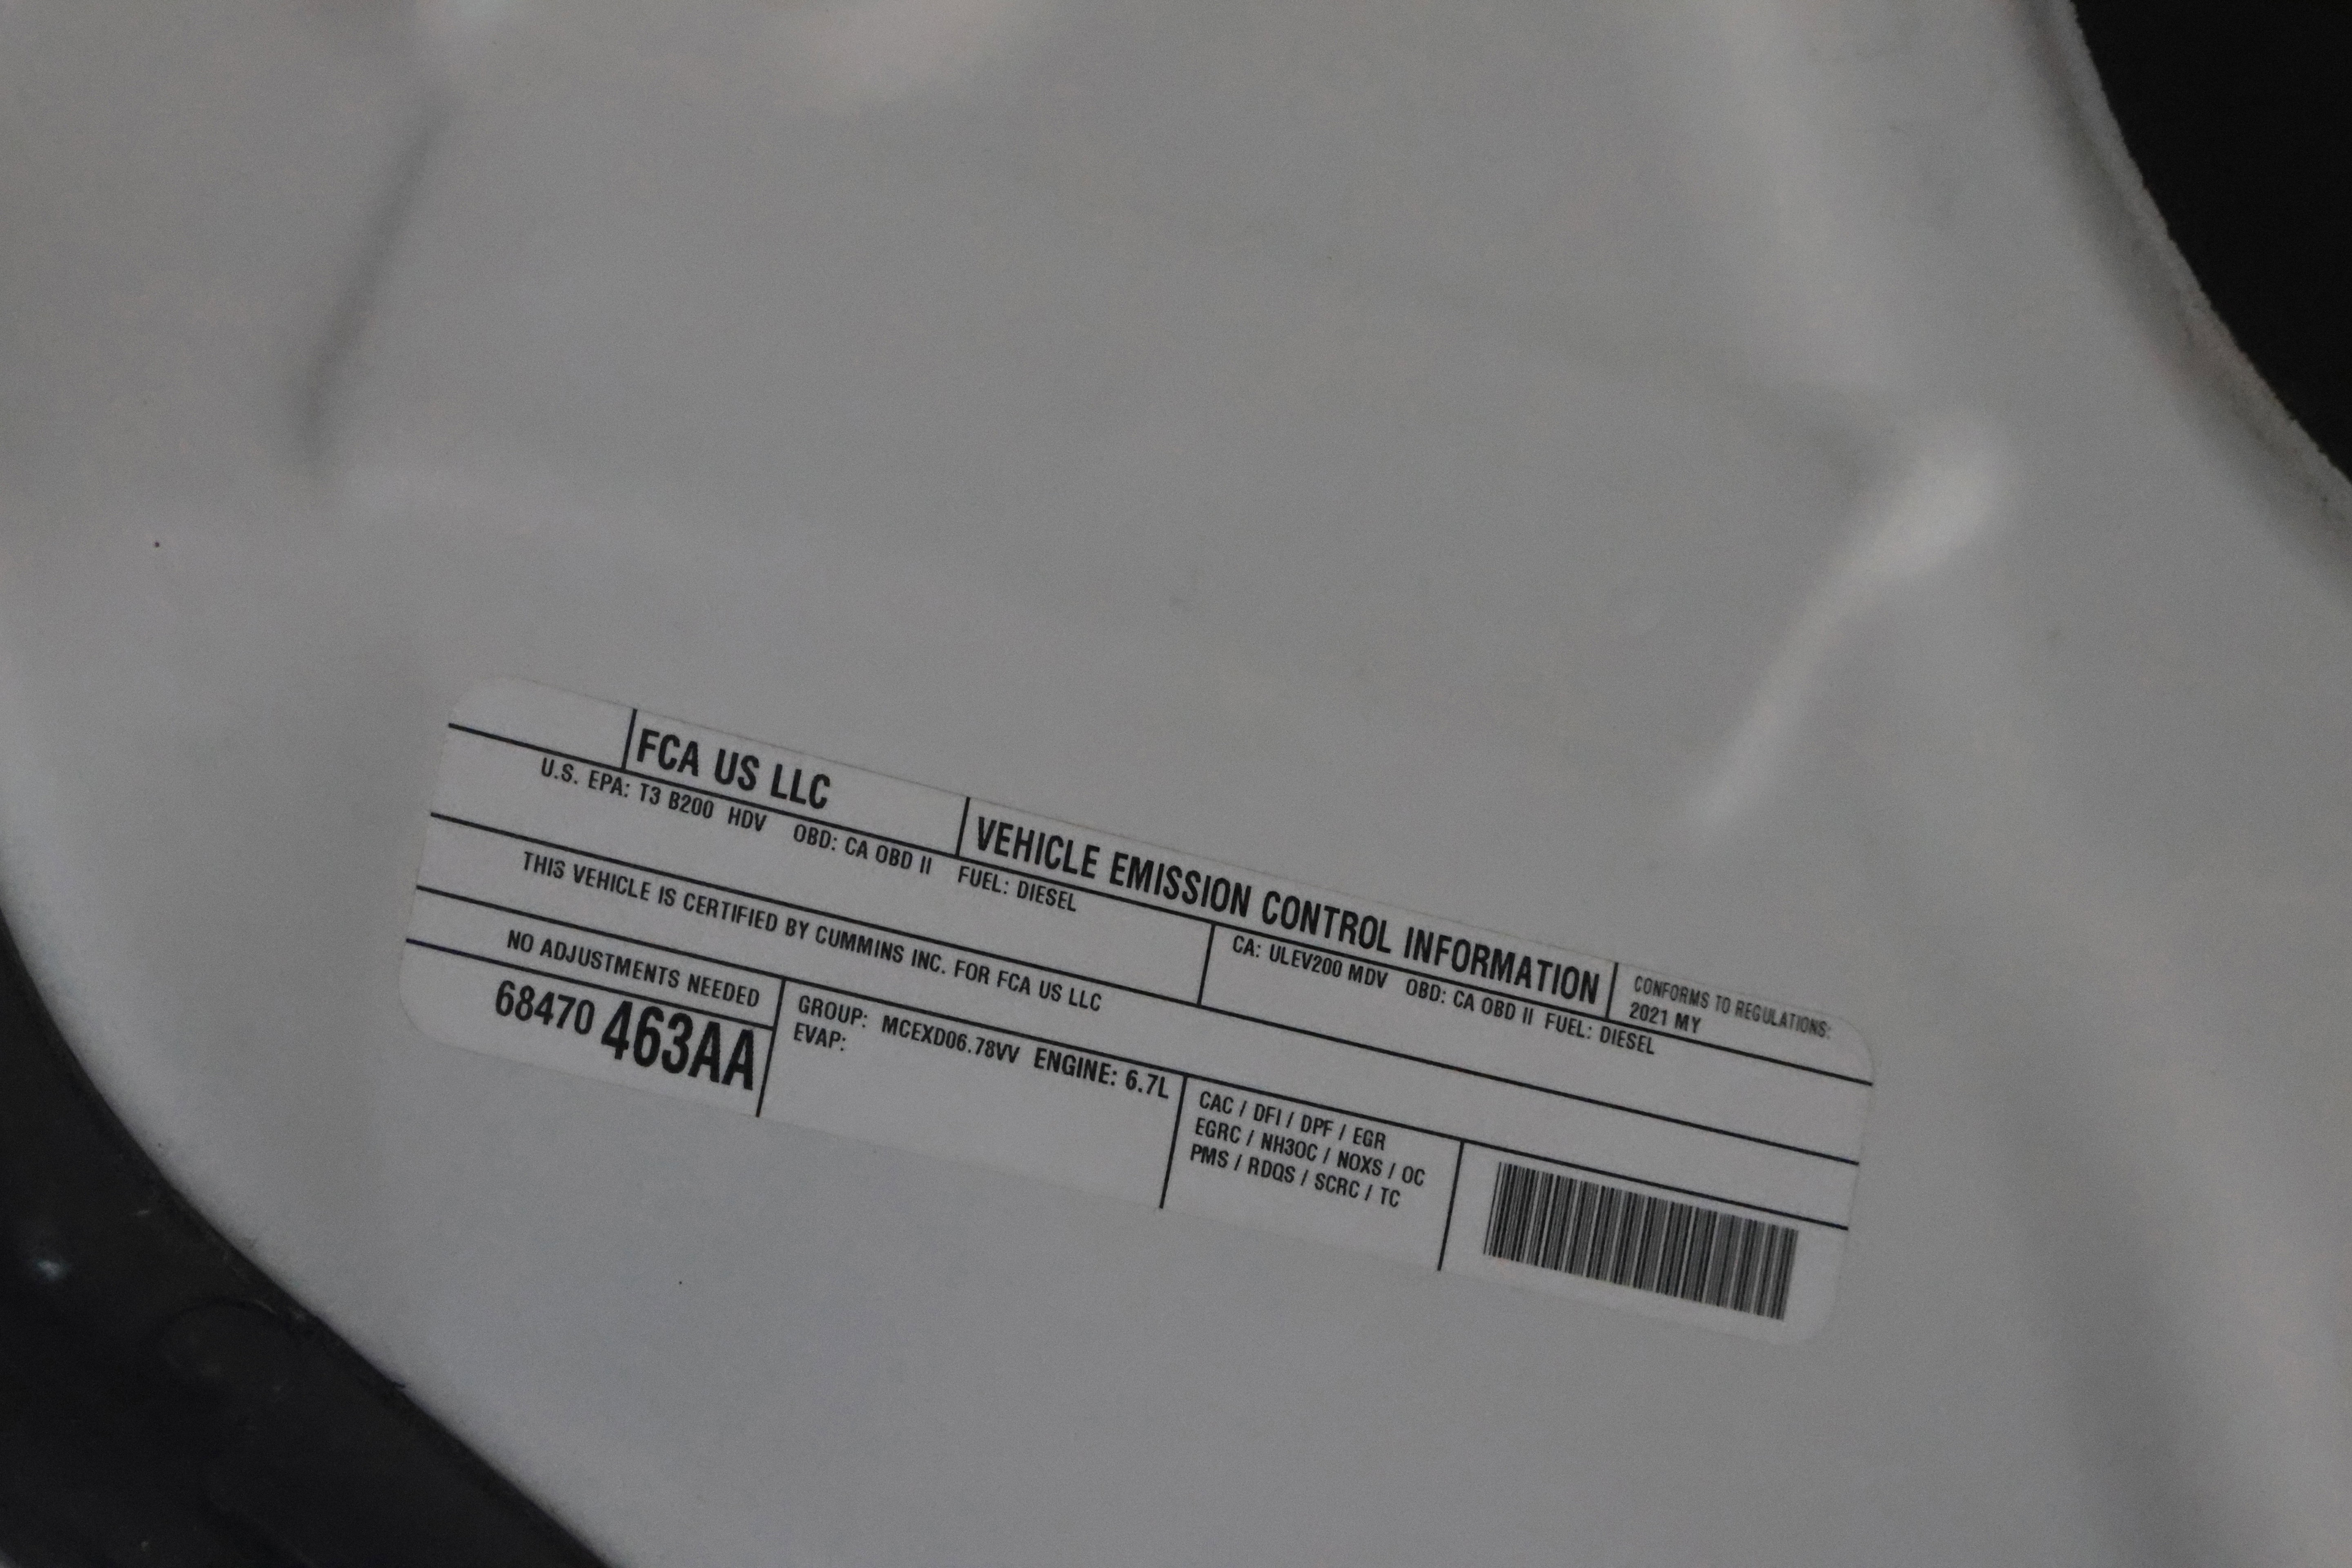 FCA US LLC
VEHICLE EMISSION CONTROL INFORMATION
CONFORMS TO REGULATIONS:
2021 MY
U.S. EPA: T3 B200 HDV OBD: CA OBD II FUEL: DIESEL
CA: ULEV200 MDV OBD: CA OBD II FUEL: DIESEL
THIS VEHICLE IS CERTIFIED BY CUMMINS INC. FOR FCA US LLC
NO ADJUSTMENTS NEEDED
68470 463AA
GROUP: MCEXD06.78VV ENGINE: 6.7L
EVAP:
CAC / DFI / DPF / EGR
EGRC / NH3OC / NOXS / OC
PMS / RDQS / SCRC / TC